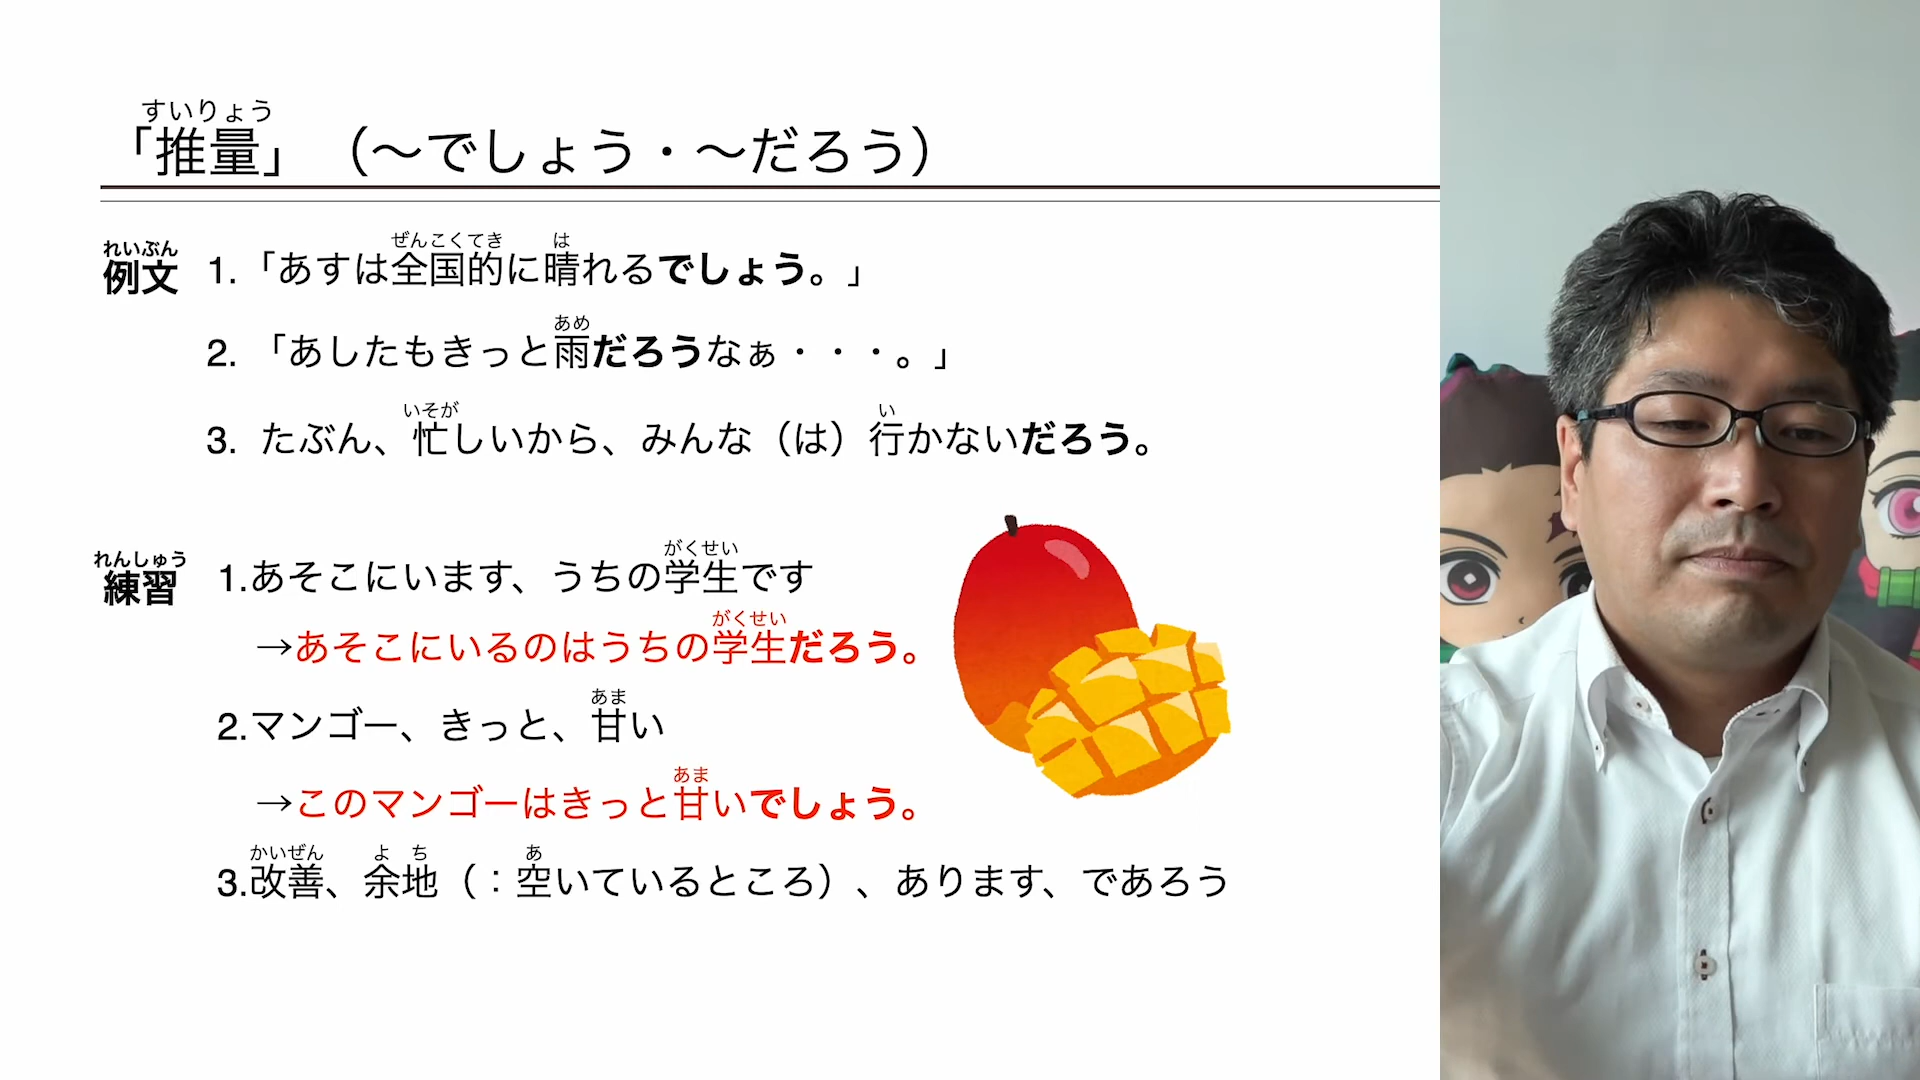 すいりょう
「推量」（～でしょう・～だろう）
れいぶん
例文
ぜんこくてき は
1.「あすは全国的に晴れるでしょう。」
あめ
2. 「あしたもきっと雨だろうなぁ・・・。」
いそが い
3. たぶん、忙しいから、みんな（は）行かないだろう。
れんしゅう
練習
がくせい
1.あそこにいます、うちの学生です
がくせい
→あそこにいるのはうちの学生だろう。
あま
2.マンゴー、きっと、甘い
あま
→このマンゴーはきっと甘いでしょう。
かいぜん よ ち あ
3.改善、余地（：空いているところ）、あります、であろう